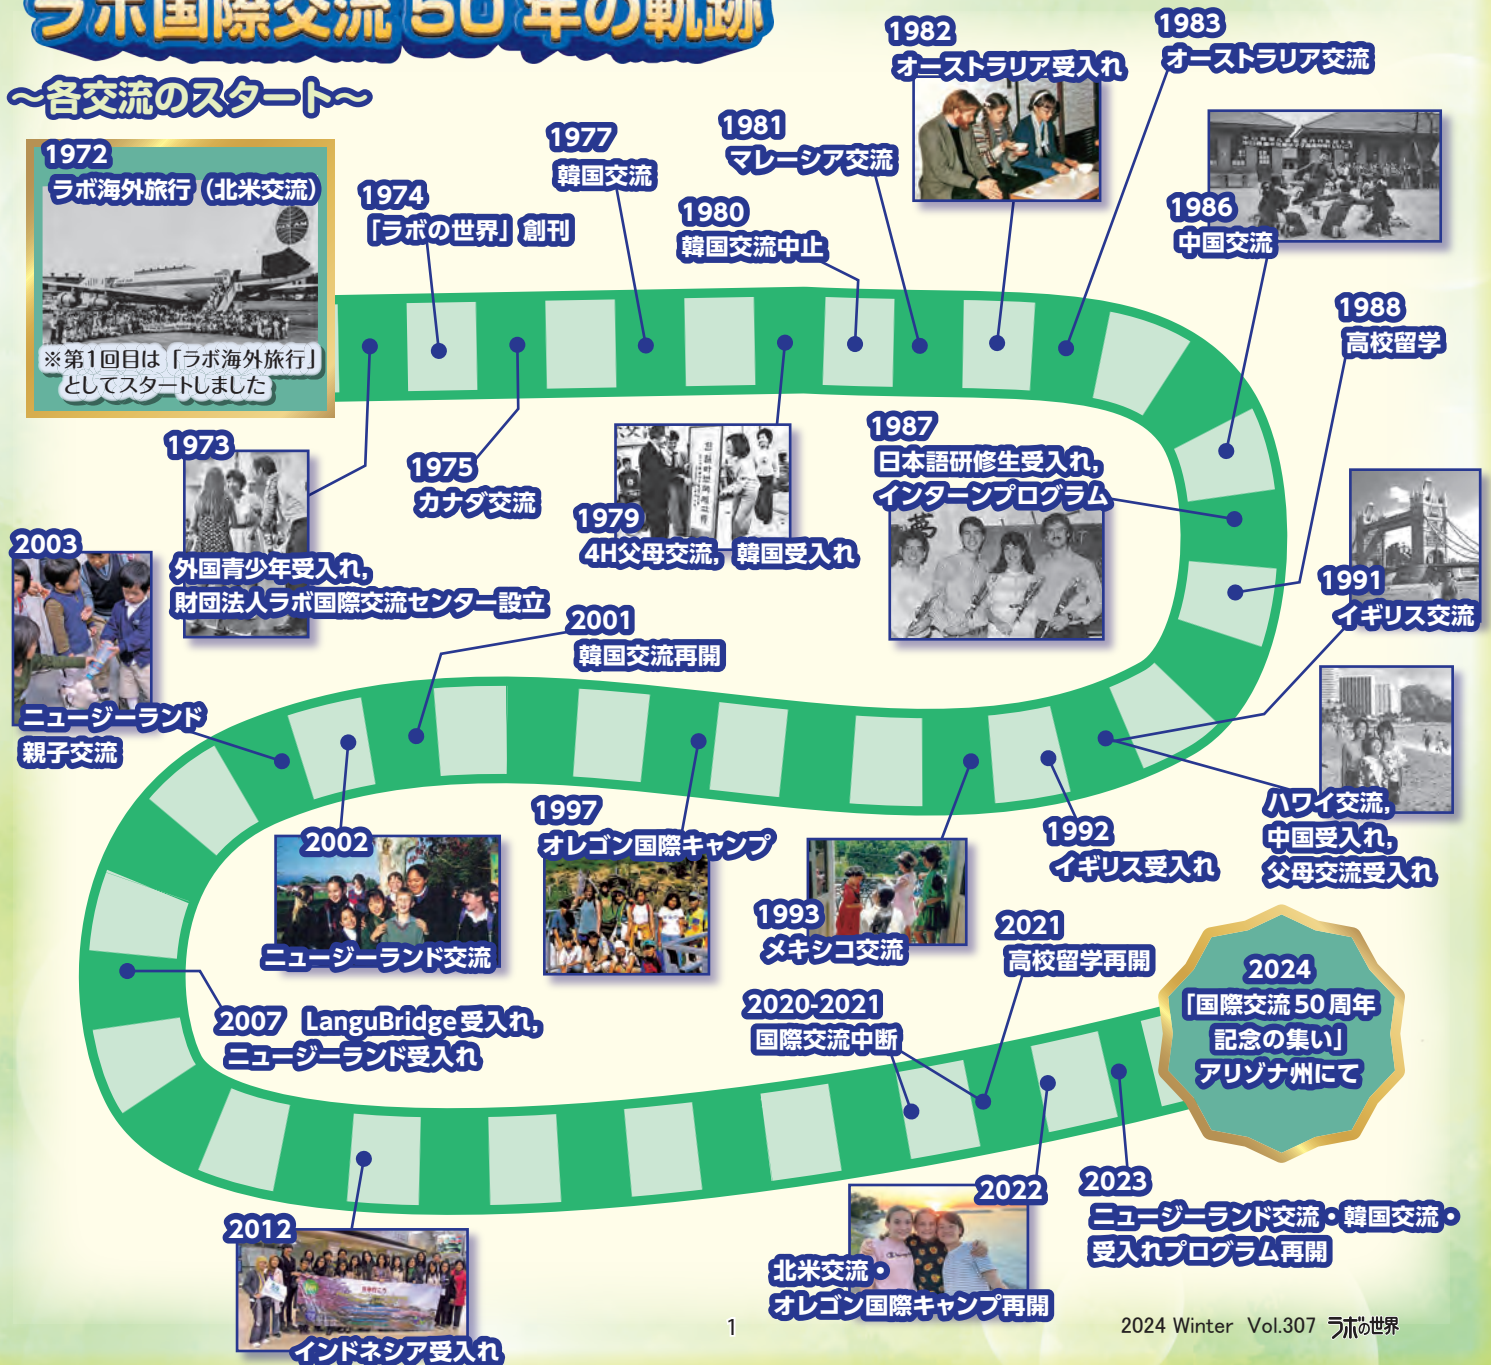 ラボ国際交流50年の軌跡
～各交流のスタート～
1972
ラボ海外旅行（北米交流）
※第1回目は「ラボ海外旅行」
としてスタートしました
1973
外国青少年受入れ，
財団法人ラボ国際交流センター設立
1974
「ラボの世界」創刊
1975
カナダ交流
1977
韓国交流
1979
4H父母交流，韓国受入れ
1980
韓国交流中止
1981
マレーシア交流
1982
オーストラリア受入れ
1983
オーストラリア交流
1986
中国交流
1987
日本語研修生受入れ，
インターンプログラム
夢
1988
高校留学
1991
イギリス交流
ハワイ交流，
中国受入れ，
父母交流受入れ
1992
イギリス受入れ
1993
メキシコ交流
1997
オレゴン国際キャンプ
2001
韓国交流再開
2002
ニュージーランド交流
2003
ニュージーランド
親子交流
2007 LanguBridge受入れ，
ニュージーランド受入れ
2012
インドネシア受入れ
2020-2021
国際交流中断
2021
高校留学再開
2022
北米交流・
オレゴン国際キャンプ再開
2023
ニュージーランド交流・韓国交流・
受入れプログラム再開
2024
「国際交流50周年
記念の集い」
アリゾナ州にて
1
2024 Winter Vol.307 ラボの世界